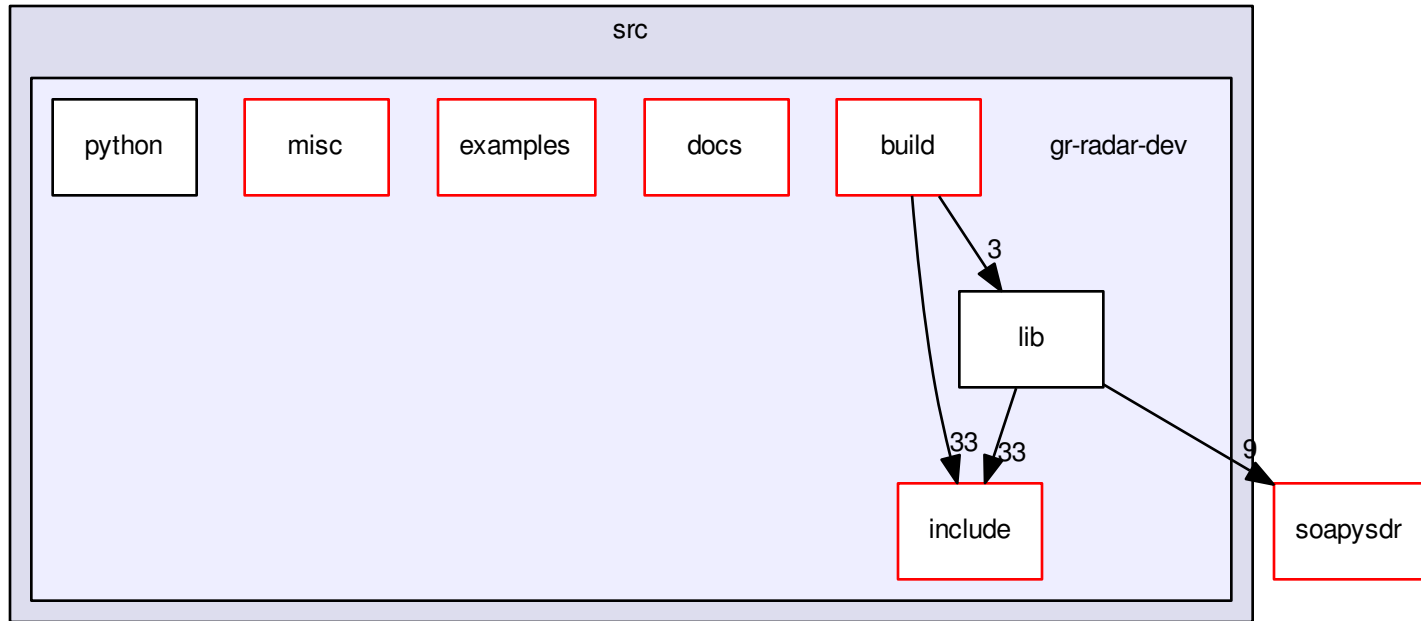 src
python
misc
examples
docs
build
gr-radar-dev
3
lib
33
33
9
include
soapysdr